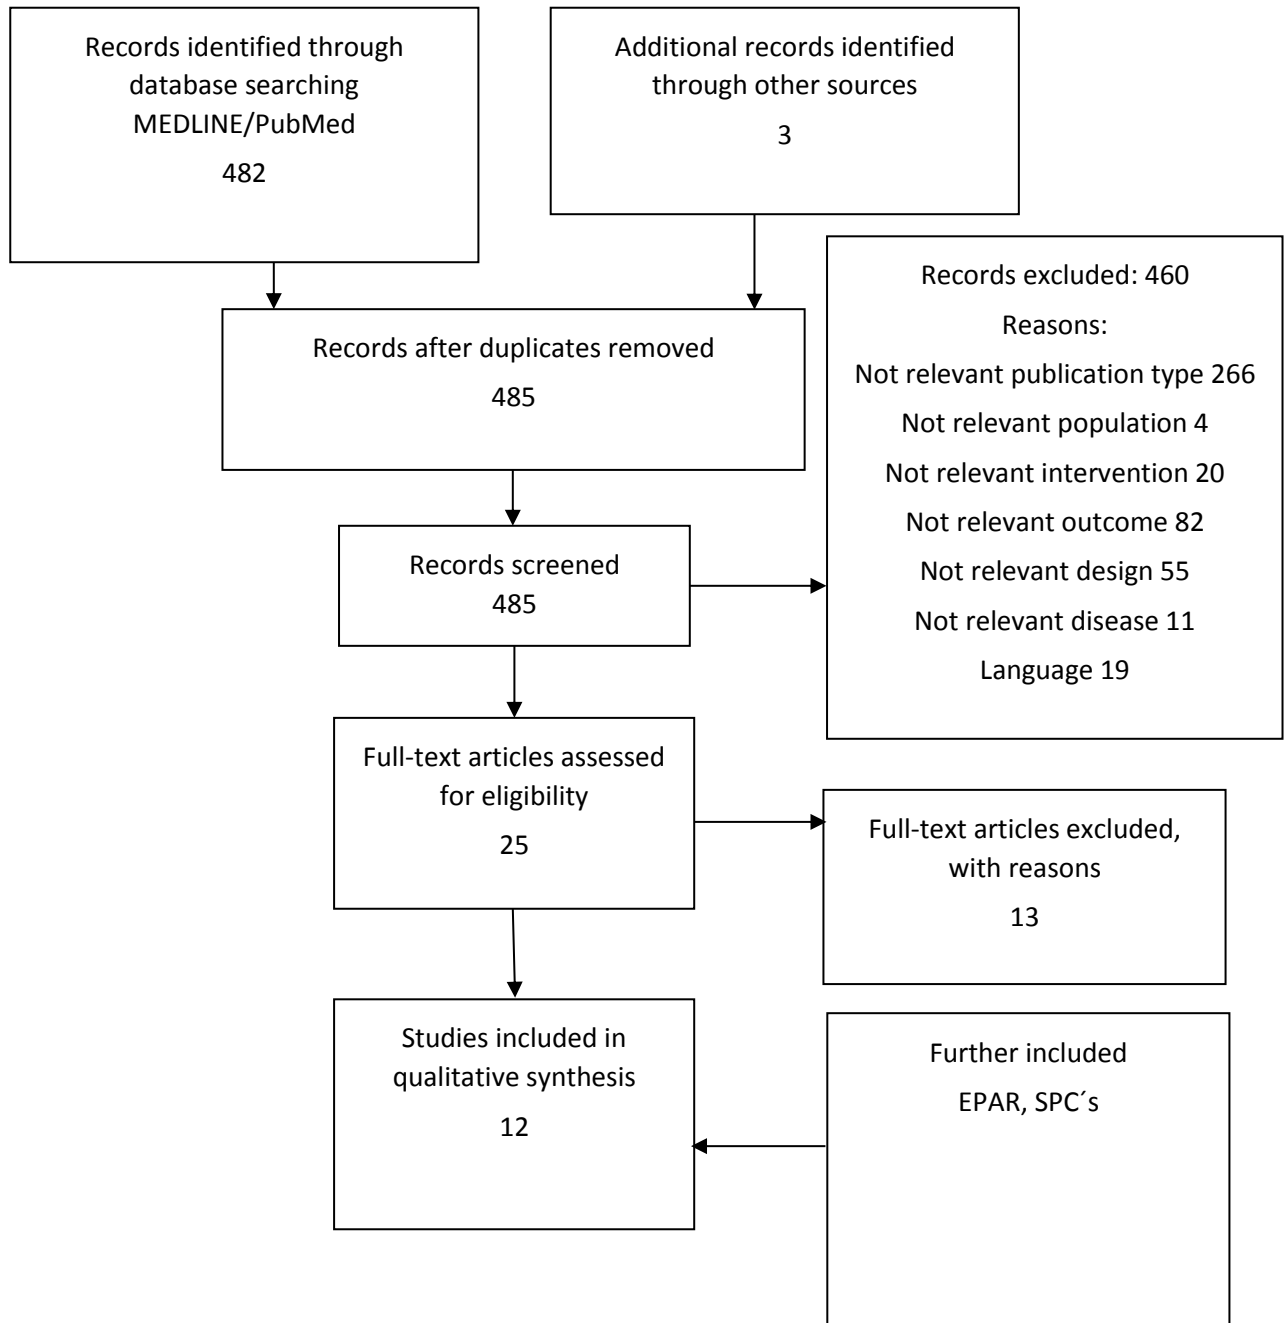 Records identified through
database searching
MEDLINE/PubMed
482
Additional records identified
through other sources
3
Records after duplicates removed
485
Records screened
485
Records excluded: 460
Reasons:
Not relevant publication type 266
Not relevant population 4
Not relevant intervention 20
Not relevant outcome 82
Not relevant design 55
Not relevant disease 11
Language 19
Full-text articles assessed
for eligibility
25
Full-text articles excluded,
with reasons
13
Studies included in
qualitative synthesis
12
Further included
EPAR, SPC´s